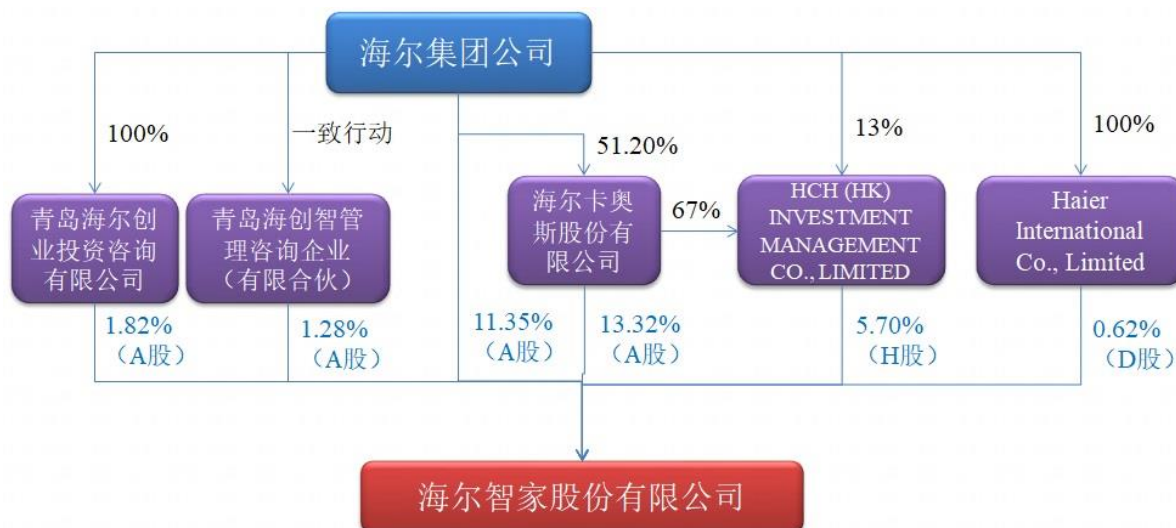 海尔集团公司
100%
一致行动
51.20%
13%
100%
青岛海尔创
业投资咨询
有限公司
青岛海创智管
理咨询企业
（有限合伙）
海尔卡奥
斯股份有
限公司
67%
HCH (HK)
INVESTMENT
MANAGEMENT
CO., LIMITED
Haier
International
Co., Limited
1.82%
（A股）
1.28%
（A股）
11.35%
（A股）
13.32%
（A股）
5.70%
（H股）
0.62%
（D股）
海尔智家股份有限公司